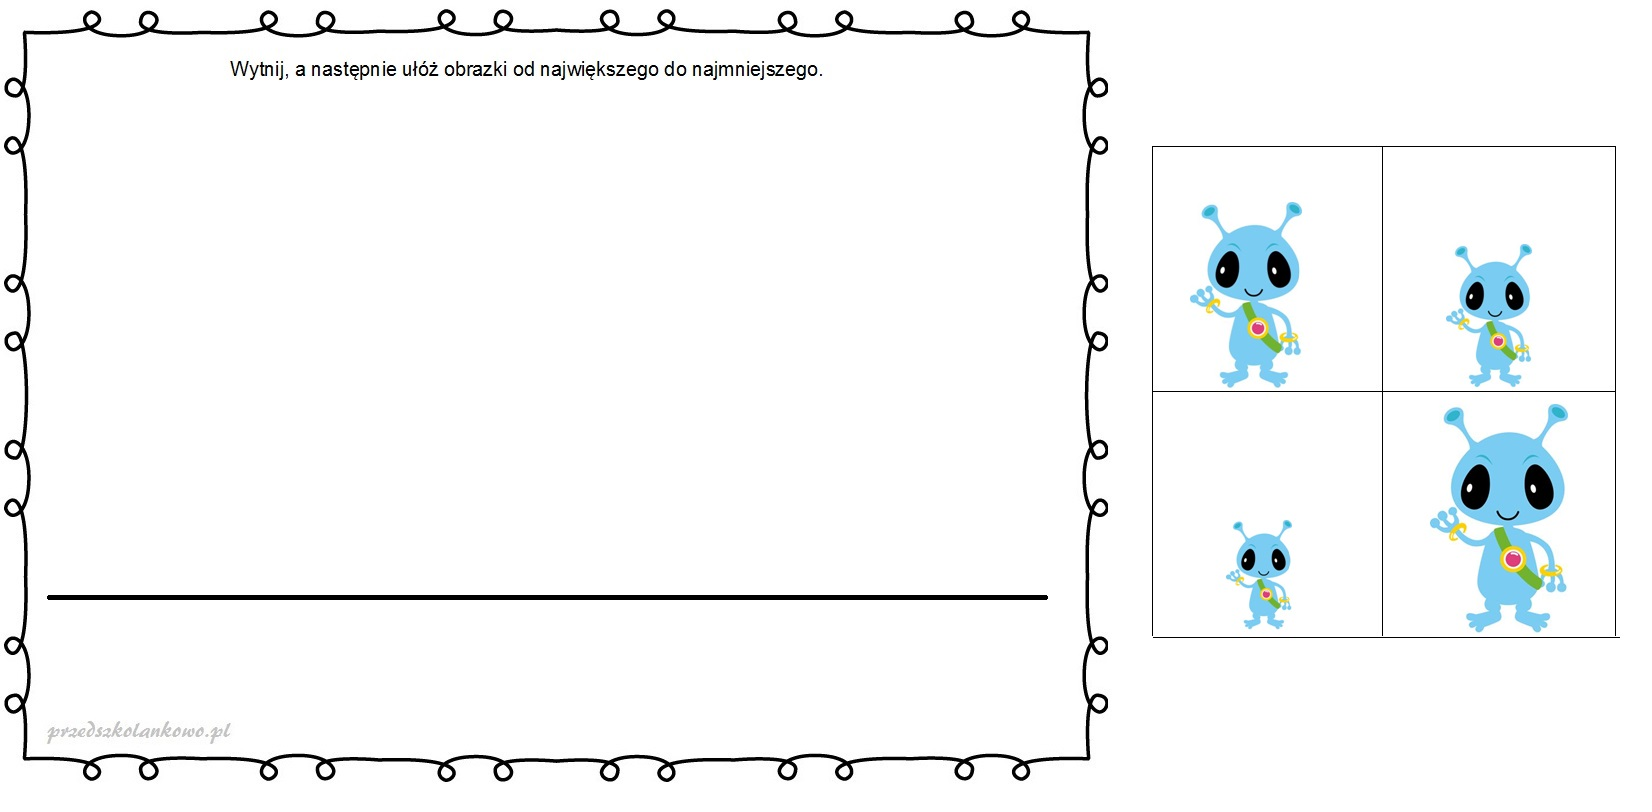 Wytnij, a następnie ułóż obrazki od największego do najmniejszego.
przedszkolankowo.pl